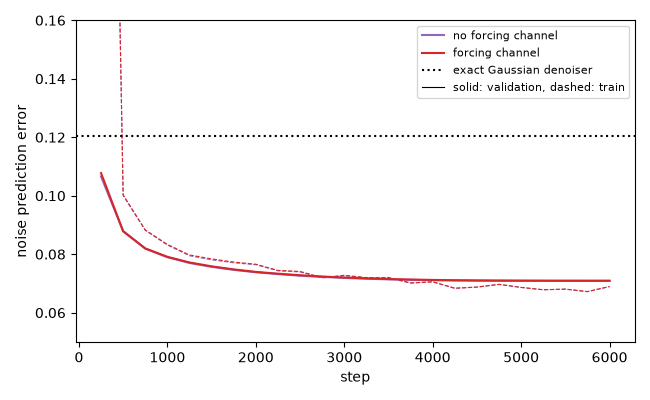 0.16
0.14
0.12
0.10
0.08
0.06
noise prediction error
no forcing channel
forcing channel
exact Gaussian denoiser
solid: validation, dashed: train
0
1000
2000
3000
4000
5000
6000
step